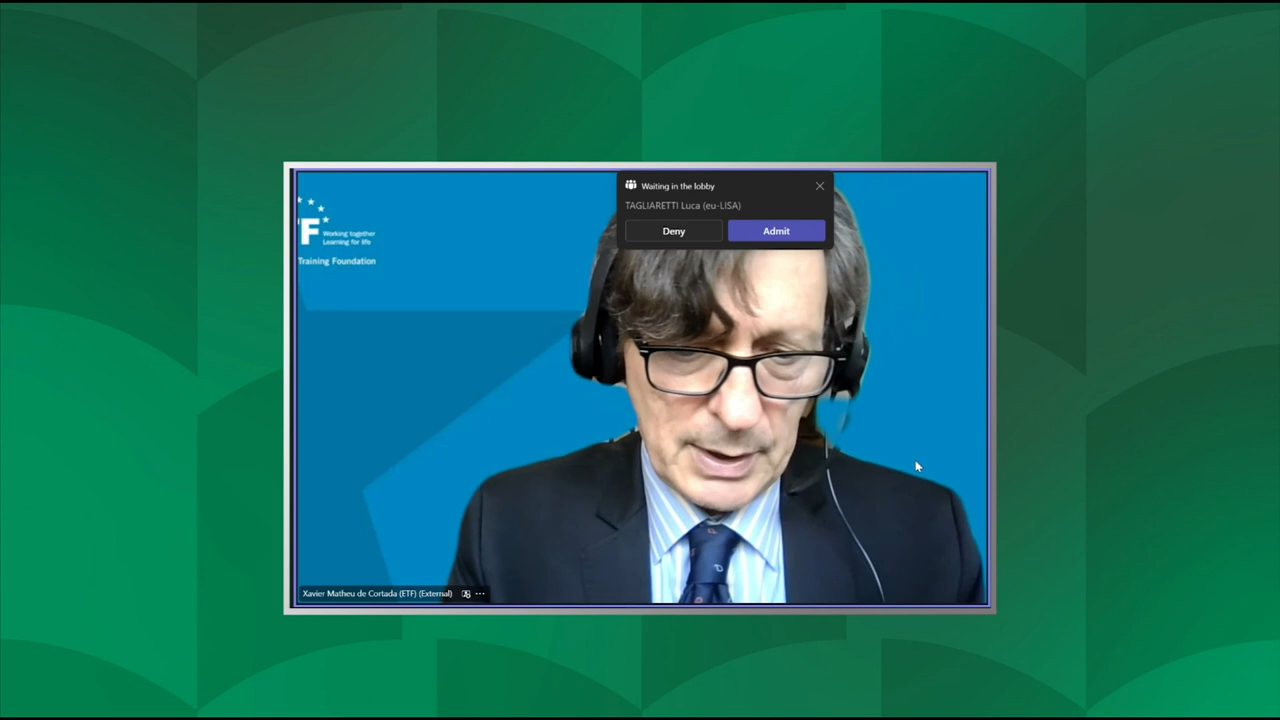 Waiting in the lobby
TAGLIARETTI Luca (eu-LISA)
Deny
Admit
F
Working together
Learning for life
Training Foundation
Xavier Matheu de Cortada (ETF) (External)